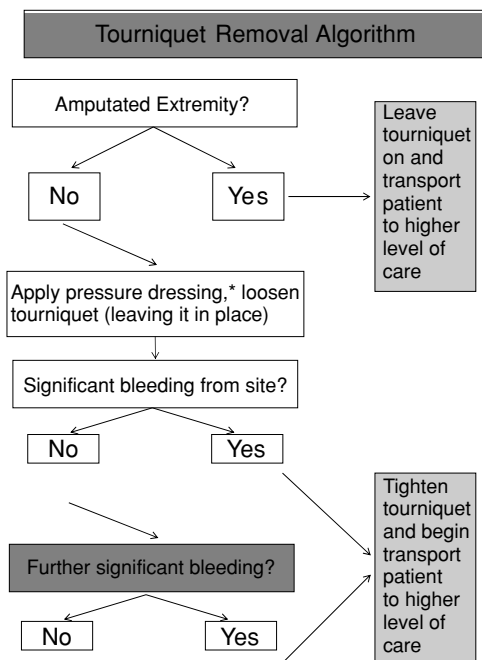 Tourniquet Removal Algorithm
Amputated Extremity?
No
Yes
Leave
tourniquet
on and
transport
patient
to higher
level of
care
Apply pressure dressing,* loosen
tourniquet (leaving it in place)
Significant bleeding from site?
No
Yes
Tighten
tourniquet
and begin
transport
patient
to higher
level of
care
Further significant bleeding?
No
Yes